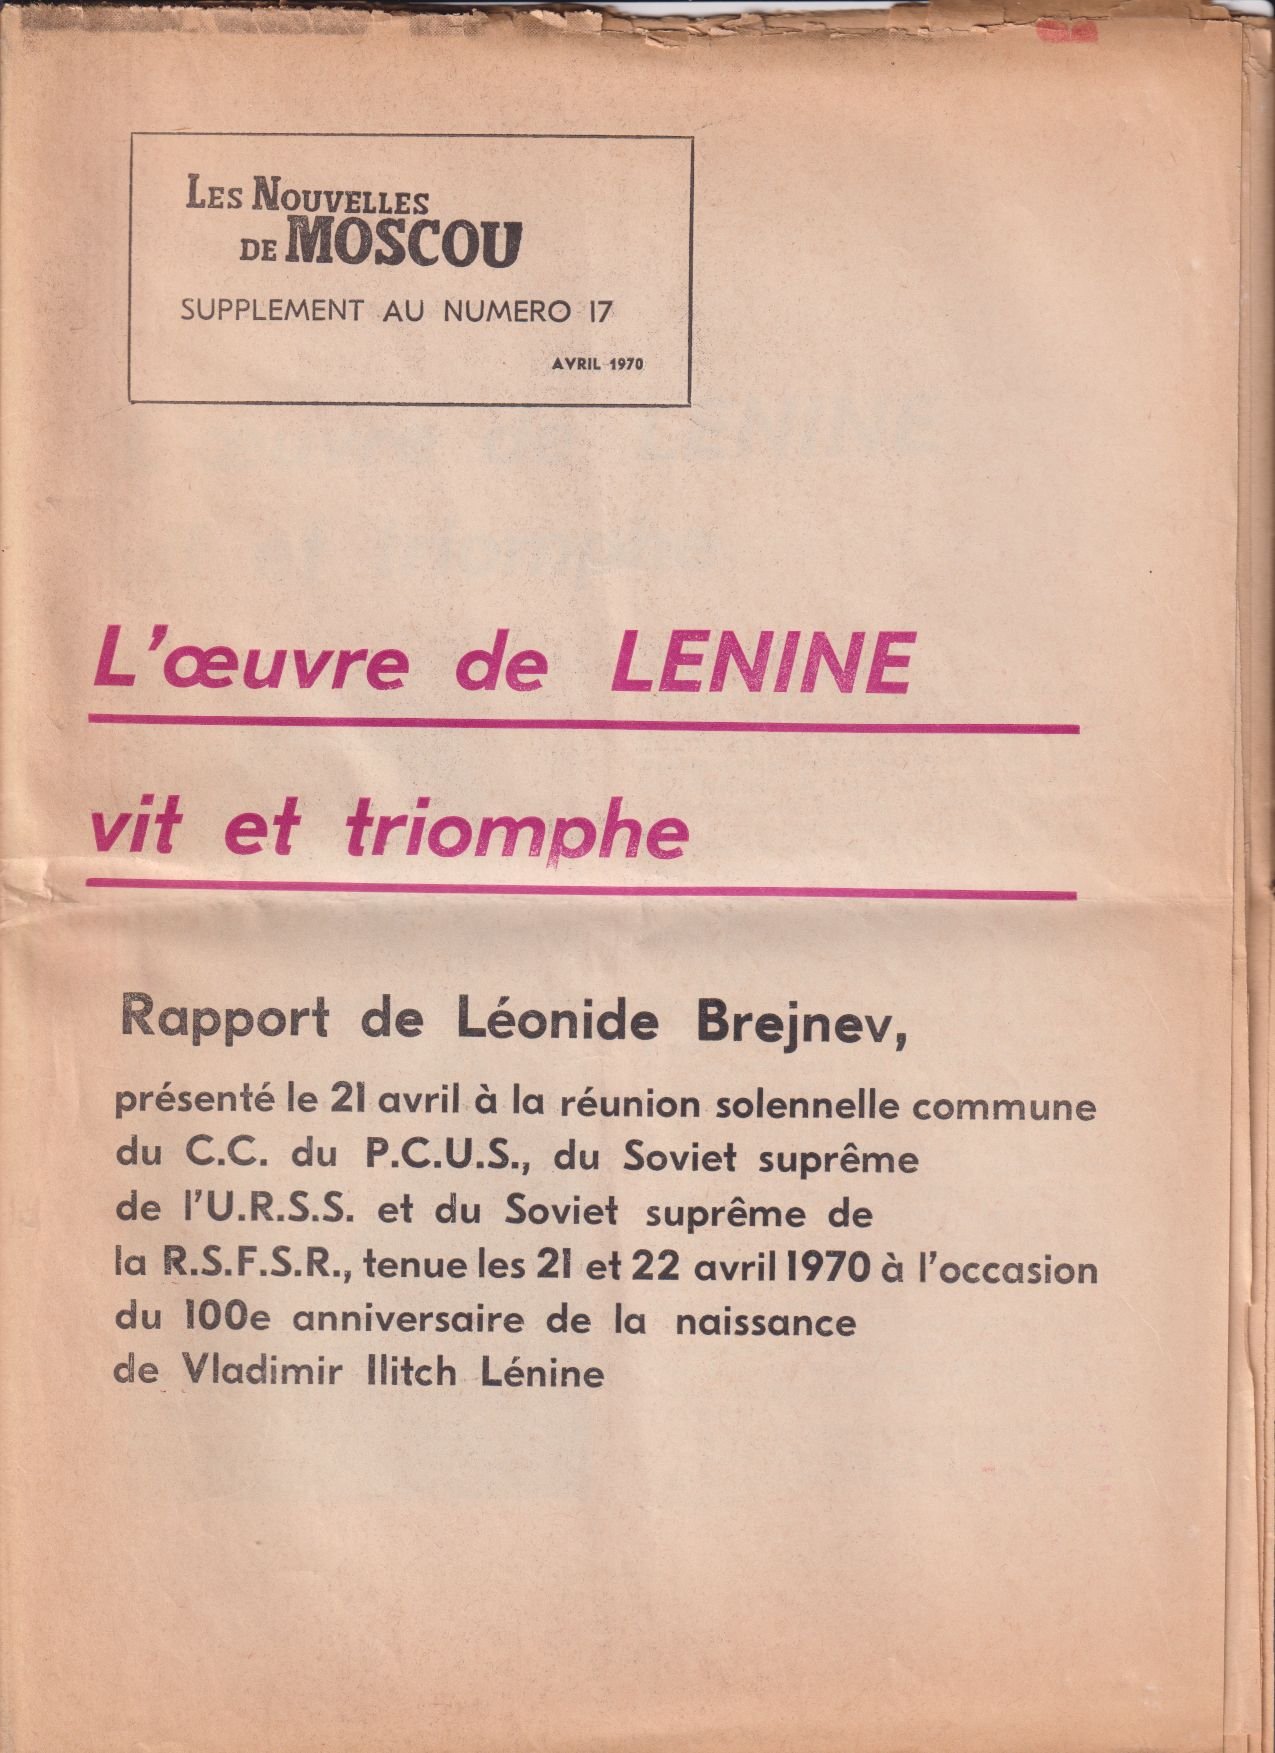 LES NOUVELLES
DE MOSCOU
SUPPLEMENT AU NUMERO 17
AVRIL 1970
L'œuvre de LENINE
vit et triomphe
Rapport de Léonide Brejnev,
présenté le 21 avril à la réunion solennelle commune
du C.C. du P.C.U.S., du Soviet suprême
de l'U.R.S.S. et du Soviet suprême de
la R.S.F.S.R., tenue les 21 et 22 avril 1970 à l'occasion
du 100e anniversaire de la naissance
de Vladimir Ilitch Lénine